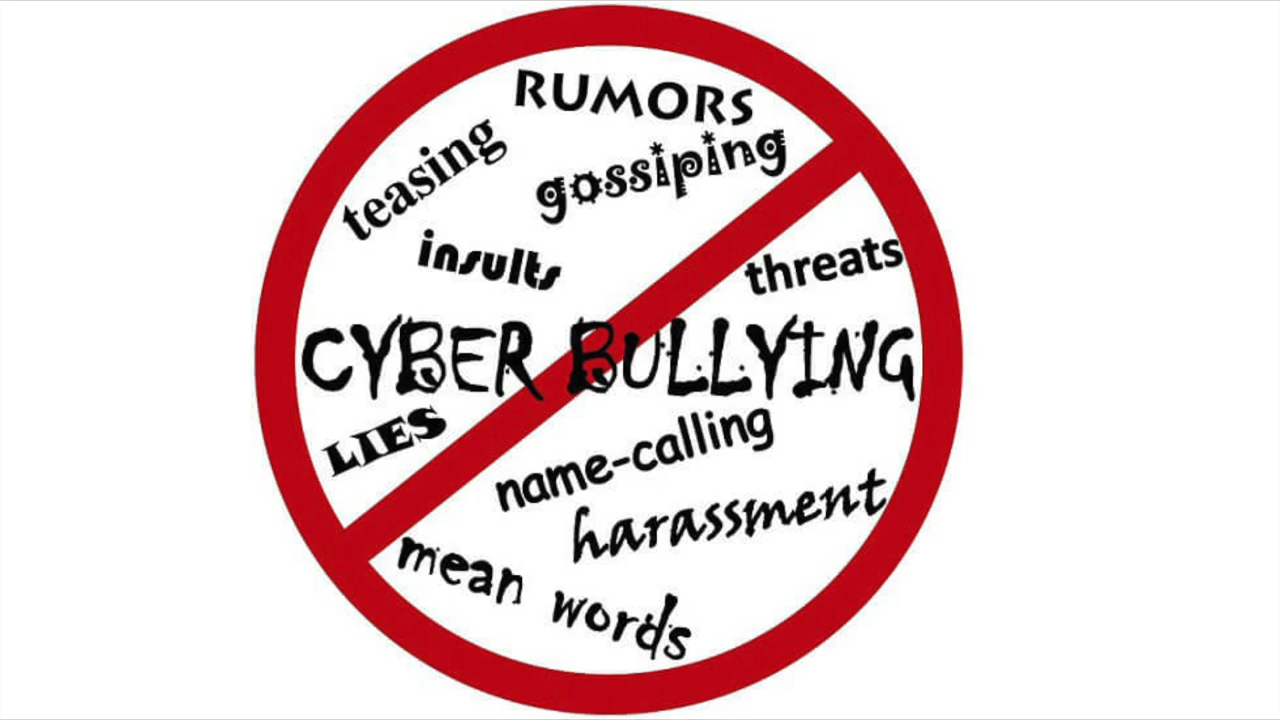 RUMORS
teasing
gossiping
insults
threats
CYBER BULLYING
LIES
name-calling
harassment
mean words